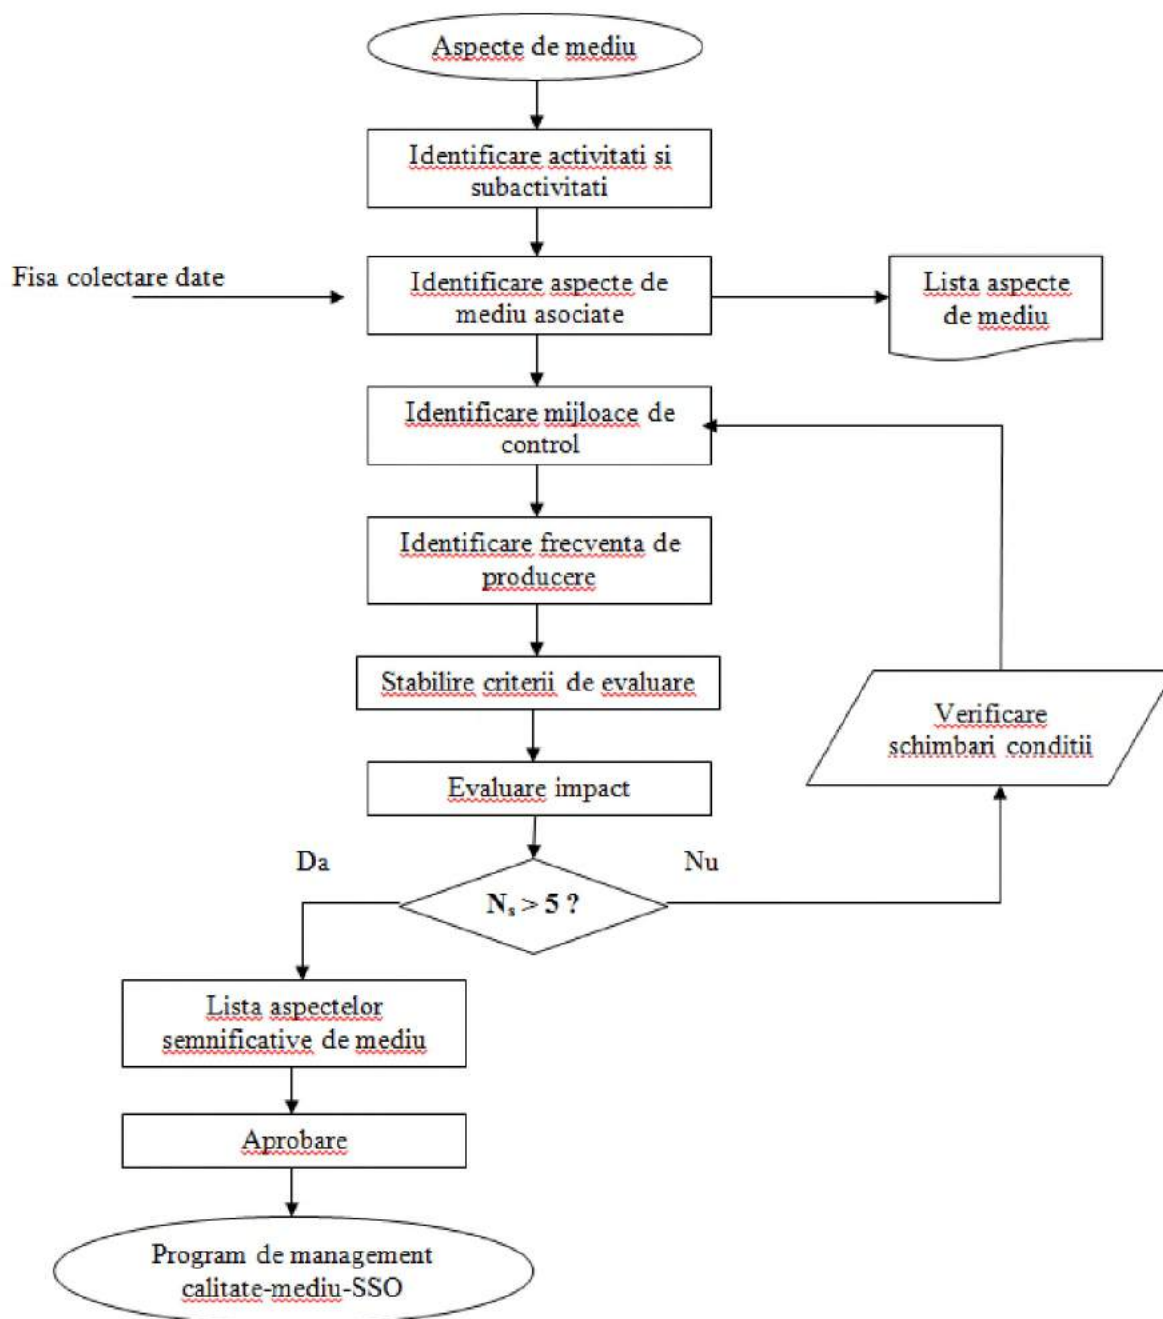 Aspecte de mediu
Identificare activitati si
subactivitati
Fisa colectare date
Identificare aspecte de
mediu asociate
Lista aspecte
de mediu
Identificare mijloace de
control
Identificare frecventa de
producere
Stabilire criterii de evaluare
Verificare
schimbari conditii
Evaluare impact
Da
Nu
Ns > 5 ?
Lista aspectelor
semnificative de mediu
Aprobare
Program de management
calitate-mediu-SSO